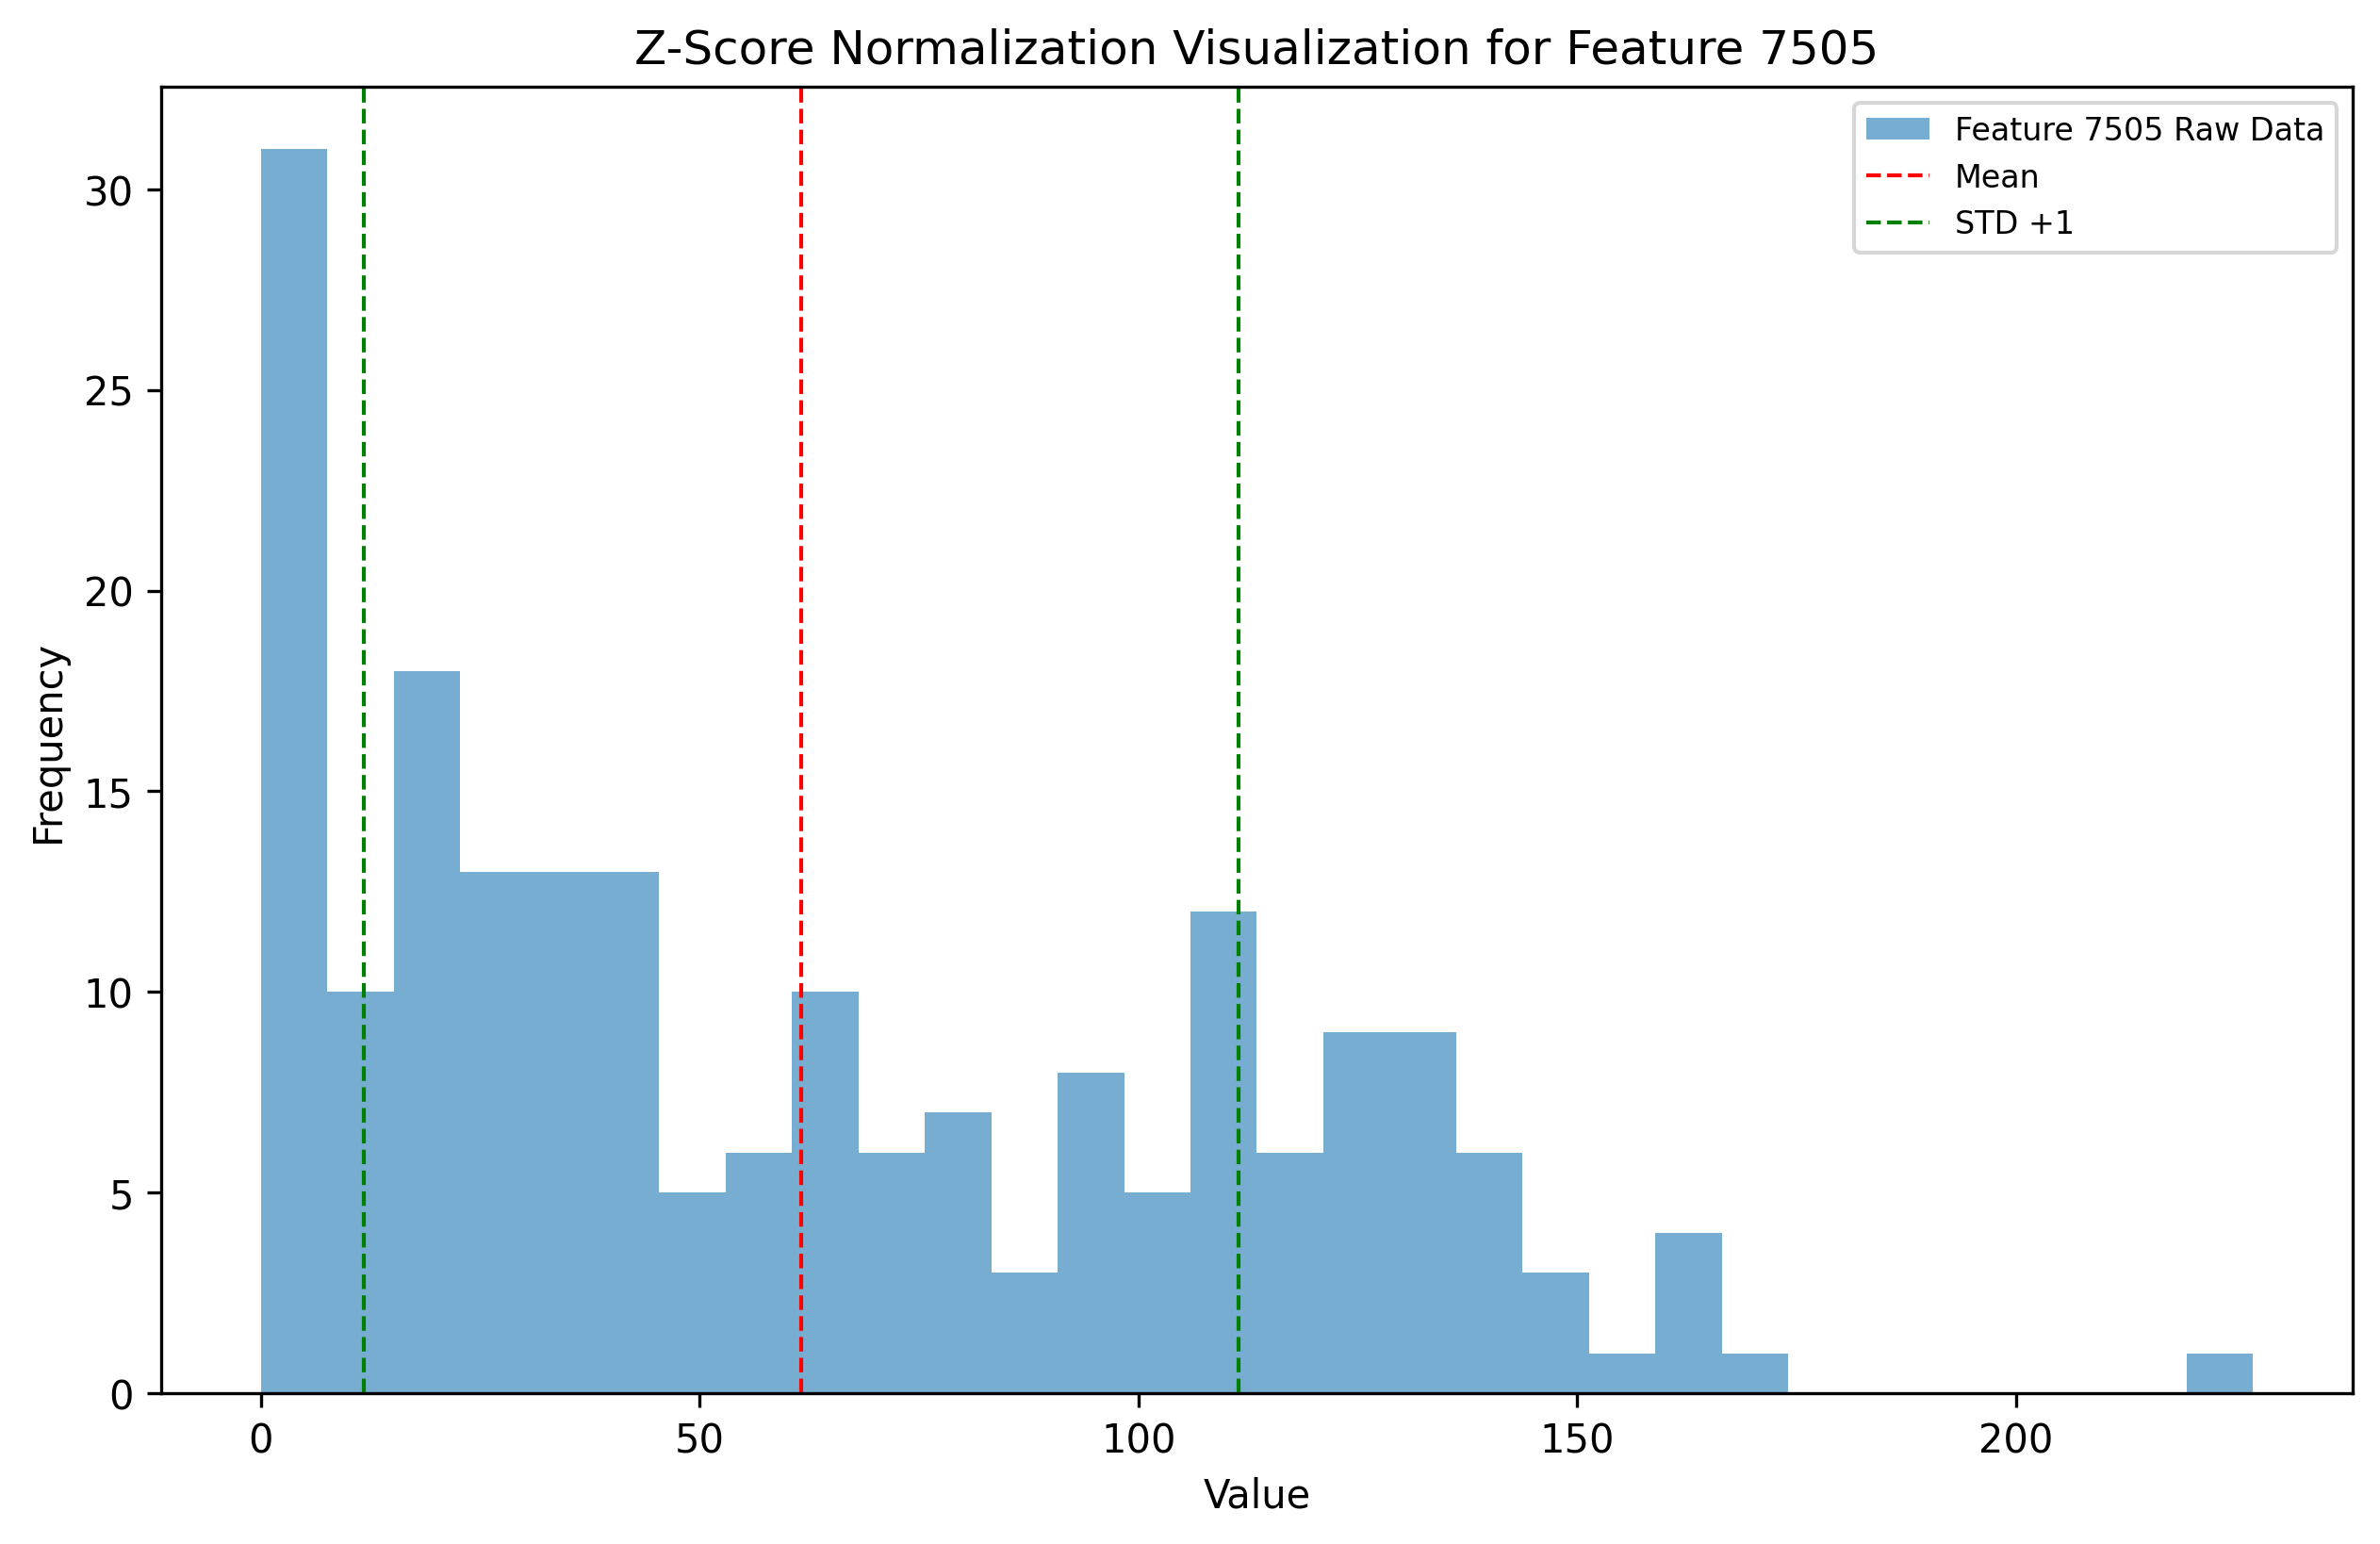 Z-Score Normalization Visualization for Feature 7505
Feature 7505 Raw Data
Mean
STD +1
30
25
20
15
10
5
0
Frequency
0 50 100 150 200
Value